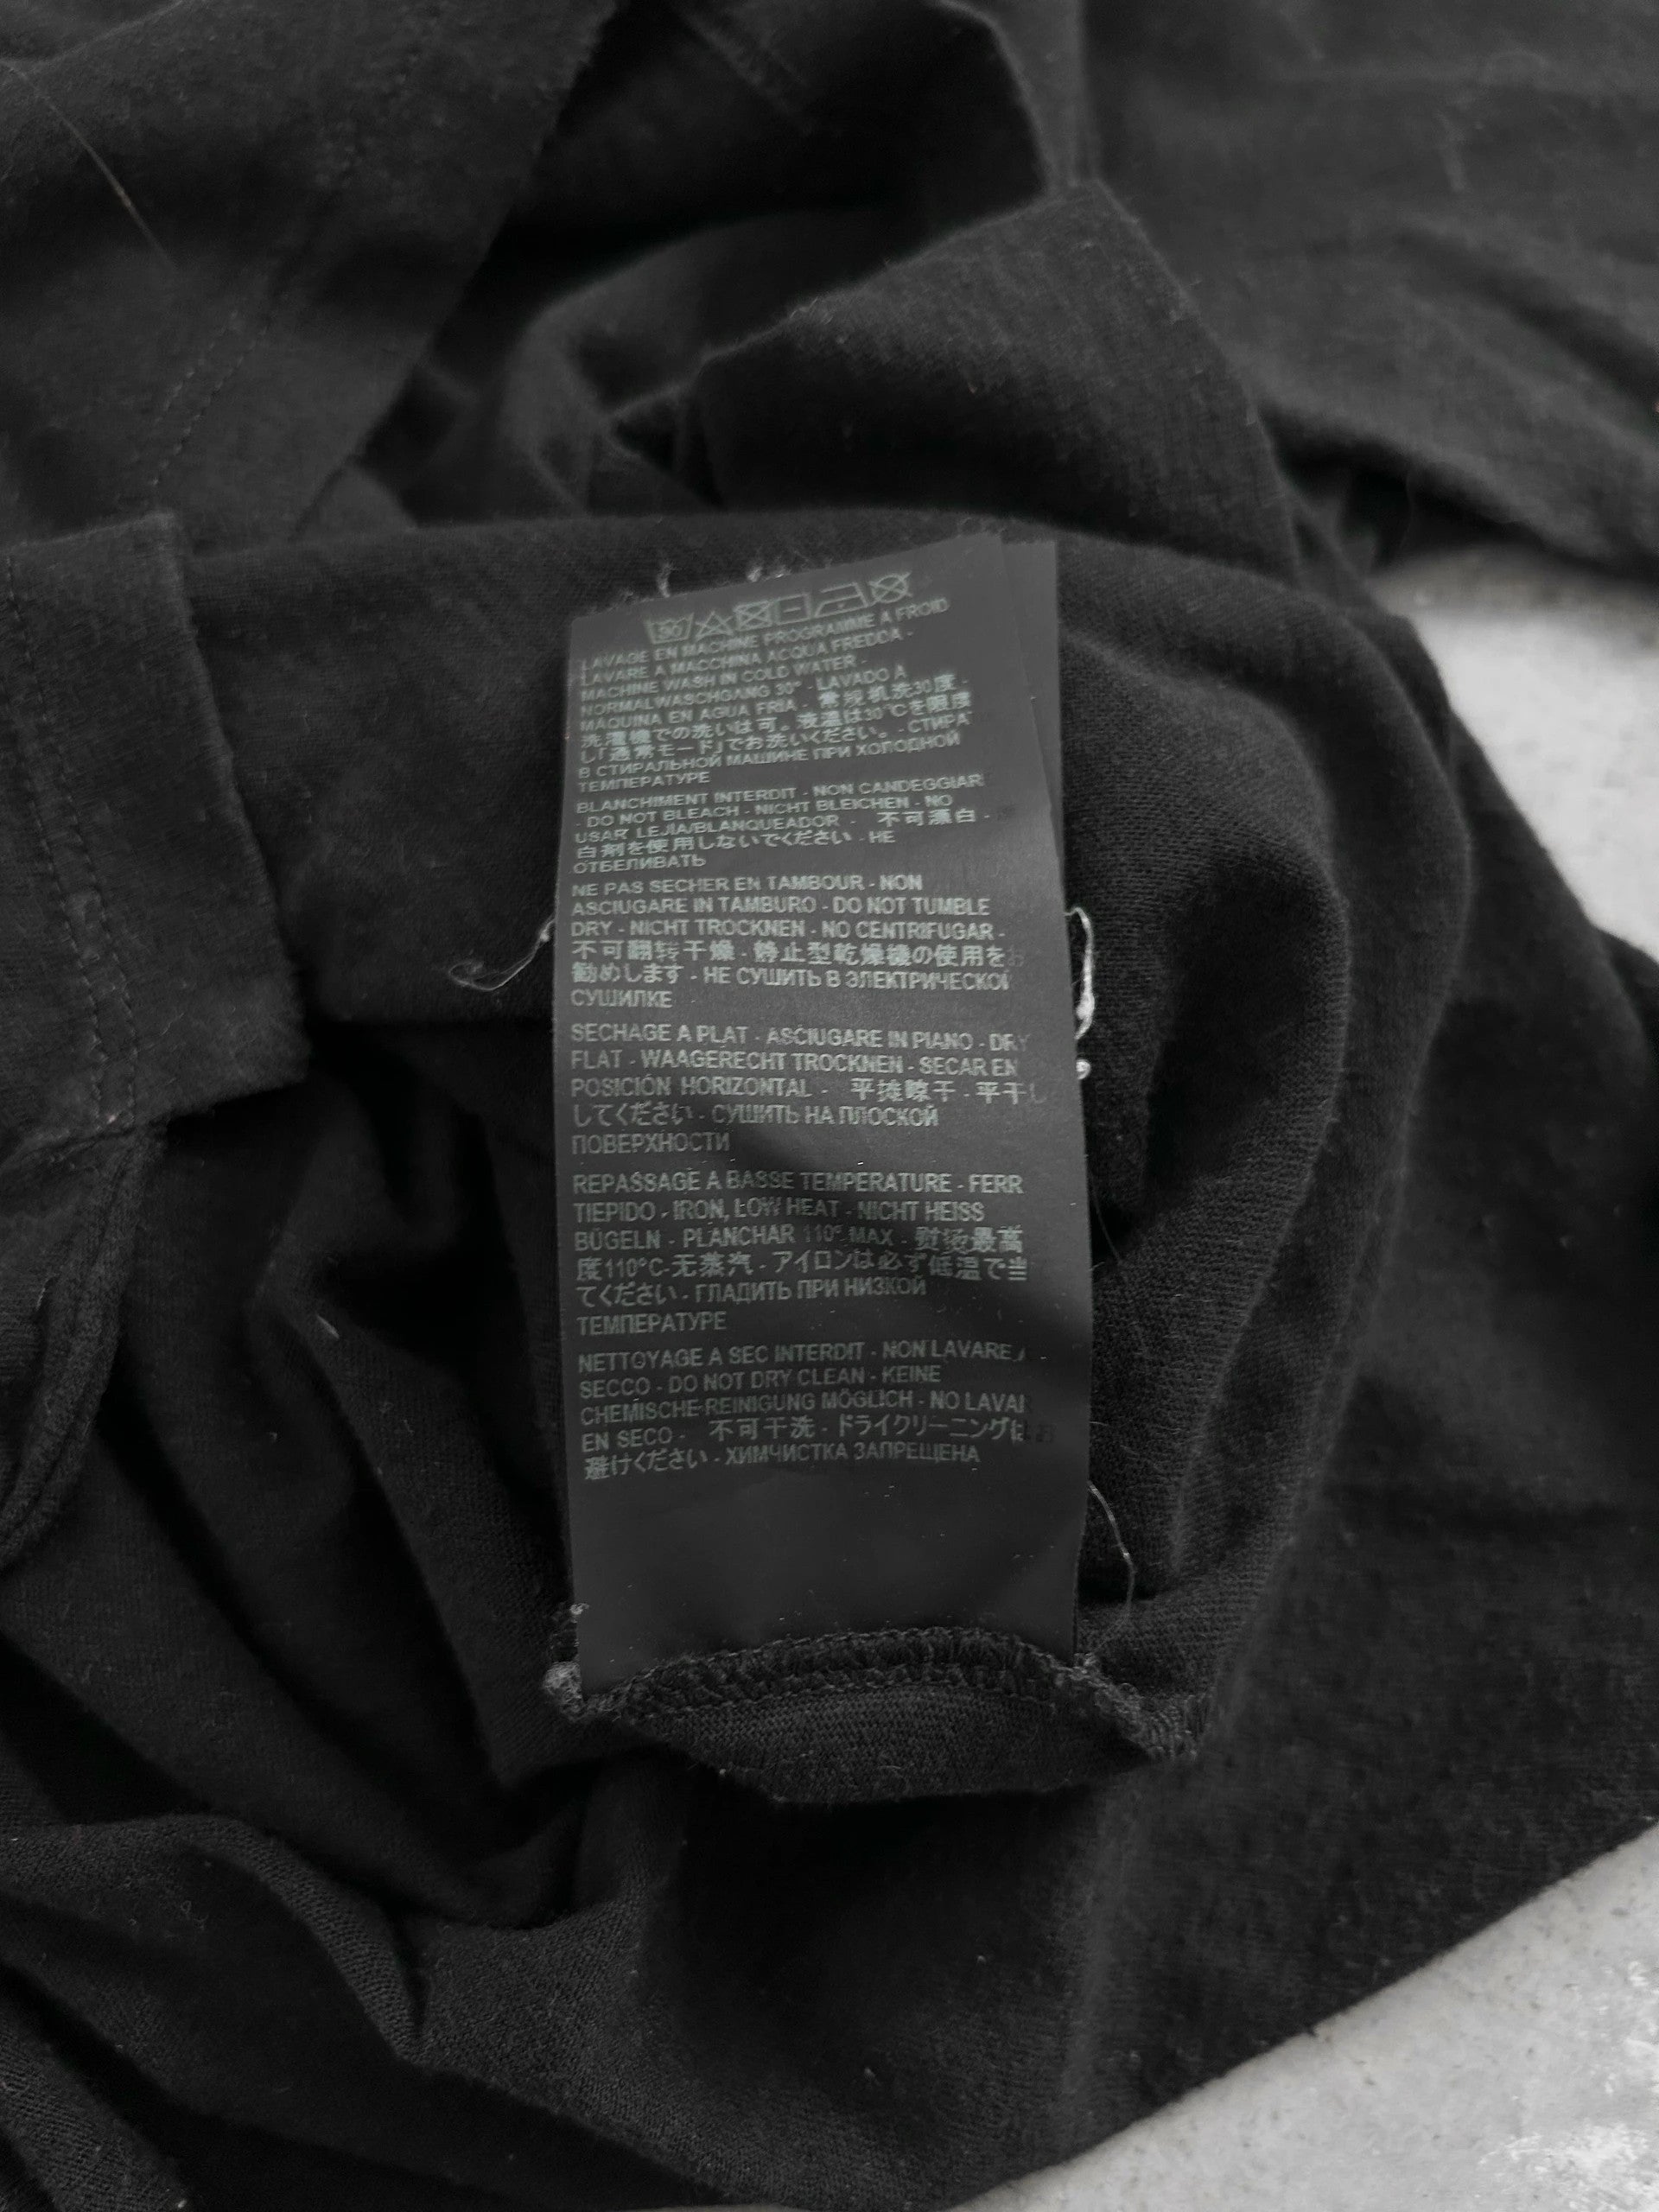 30
LAVAGE EN MACHINE PROGRAMME A FROID
LAVARE A MACCHINA ACQUA FREDDA -
MACHINE WASH IN COLD WATER -
NORMALWASCHGANG 30° - LAVADO A
MAQUINA EN AGUA FRIA - 常规机洗30度 -
洗濯機での洗いは可。液温は30℃を限度
し「通常モード」でお洗いください。- СТИРА
В СТИРАЛЬНОЙ МАШИНЕ ПРИ ХОЛОДНОЙ
ТЕМПЕРАТУРЕ
BLANCHIMENT INTERDIT - NON CANDEGGIAR
- DO NOT BLEACH - NICHT BLEICHEN - NO
USAR LEJIA/BLANQUEADOR - 不可漂白 -
白剤を使用しないでください - НЕ
ОТБЕЛИВАТЬ
NE PAS SECHER EN TAMBOUR - NON
ASCIUGARE IN TAMBURO - DO NOT TUMBLE
DRY - NICHT TROCKNEN - NO CENTRIFUGAR -
不可翻转干燥 - 静止型乾燥機の使用をお
勧めします - НЕ СУШИТЬ В ЭЛЕКТРИЧЕСКОЙ
СУШИЛКЕ
SECHAGE A PLAT - ASCIUGARE IN PIANO - DRY
FLAT - WAAGERECHT TROCKNEN - SECAR EN
POSICIÓN HORIZONTAL - 平摊晾干 - 平干し
してください - СУШИТЬ НА ПЛОСКОЙ
ПОВЕРХНОСТИ
REPASSAGE A BASSE TEMPERATURE - FERR
TIEPIDO - IRON, LOW HEAT - NICHT HEISS
BÜGELN - PLANCHAR 110° MAX - 熨烫最高
度110°C-无蒸汽 - アイロンは必ず低温で当
てください - ГЛАДИТЬ ПРИ НИЗКОЙ
ТЕМПЕРАТУРЕ
NETTOYAGE A SEC INTERDIT - NON LAVARE A
SECCO - DO NOT DRY CLEAN - KEINE
CHEMISCHE-REINIGUNG MÖGLICH - NO LAVAR
EN SECO - 不可干洗 - ドライクリーニングはお
避けください - ХИМЧИСТКА ЗАПРЕЩЕНА